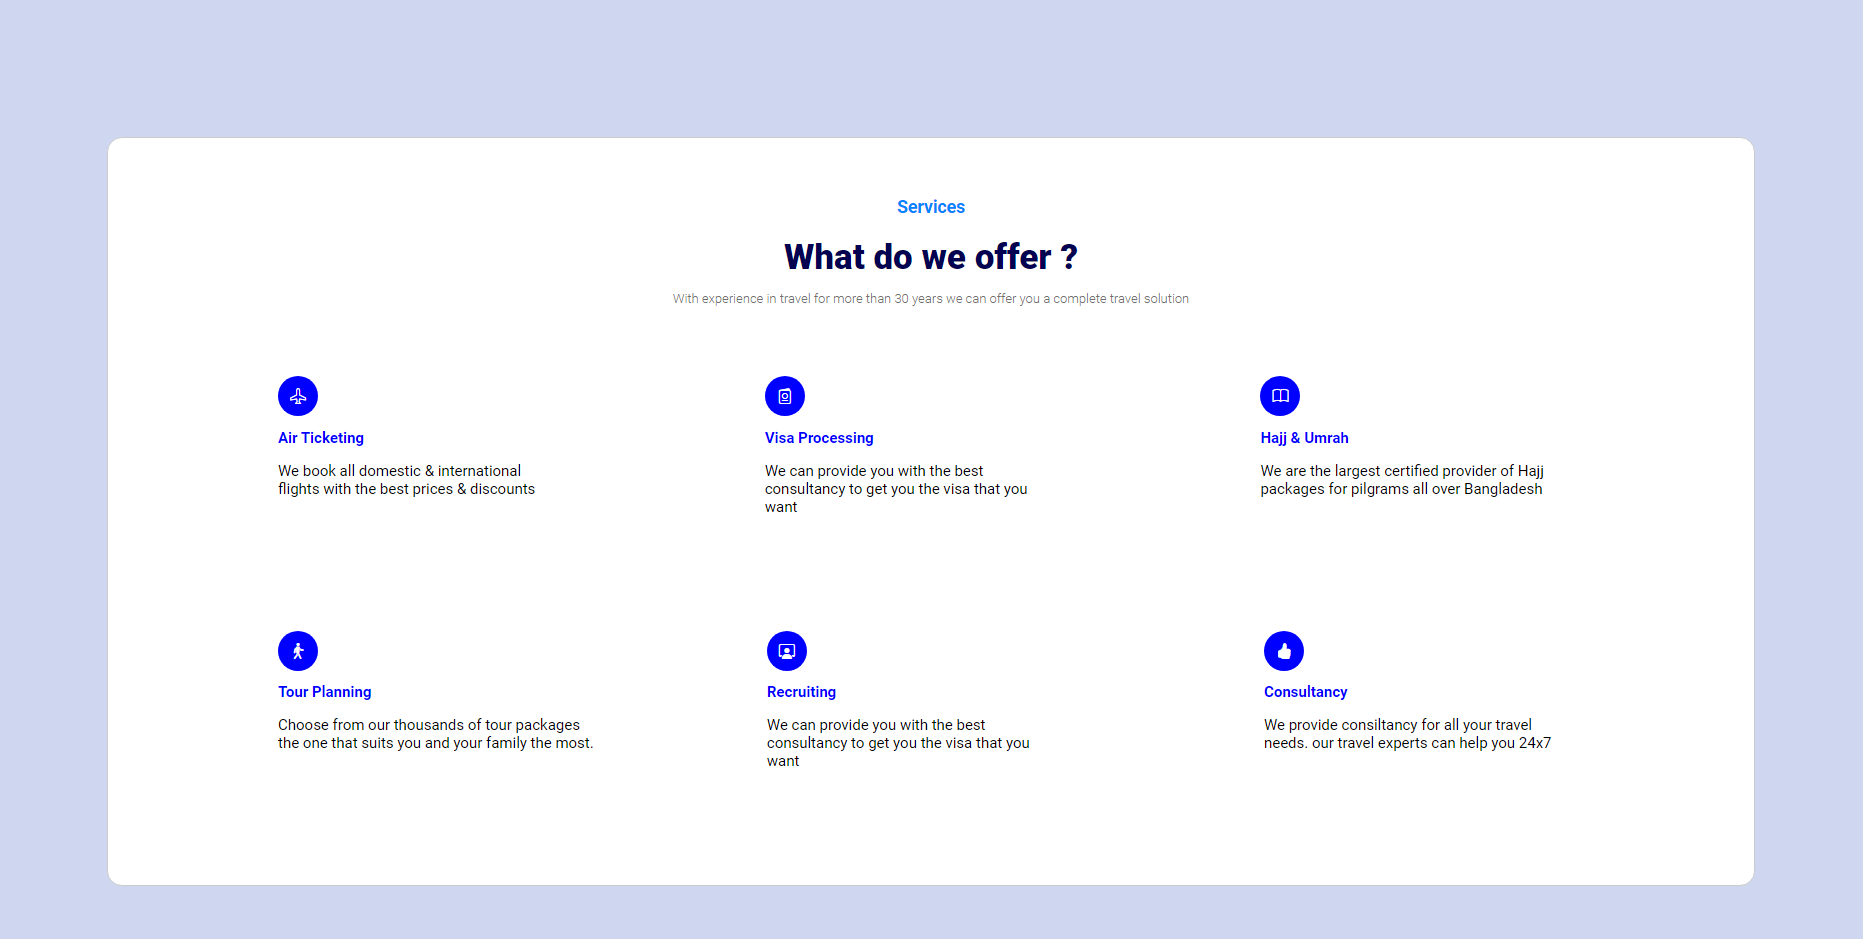 Services
What do we offer ?
With experience in travel for more than 30 years we can offer you a complete travel solution
Air Ticketing
We book all domestic & international
flights with the best prices & discounts
Visa Processing
We can provide you with the best
consultancy to get you the visa that you
want
Hajj & Umrah
We are the largest certified provider of Hajj
packages for pilgrams all over Bangladesh
Tour Planning
Choose from our thousands of tour packages
the one that suits you and your family the most.
Recruiting
We can provide you with the best
consultancy to get you the visa that you
want
Consultancy
We provide consiltancy for all your travel
needs. our travel experts can help you 24x7